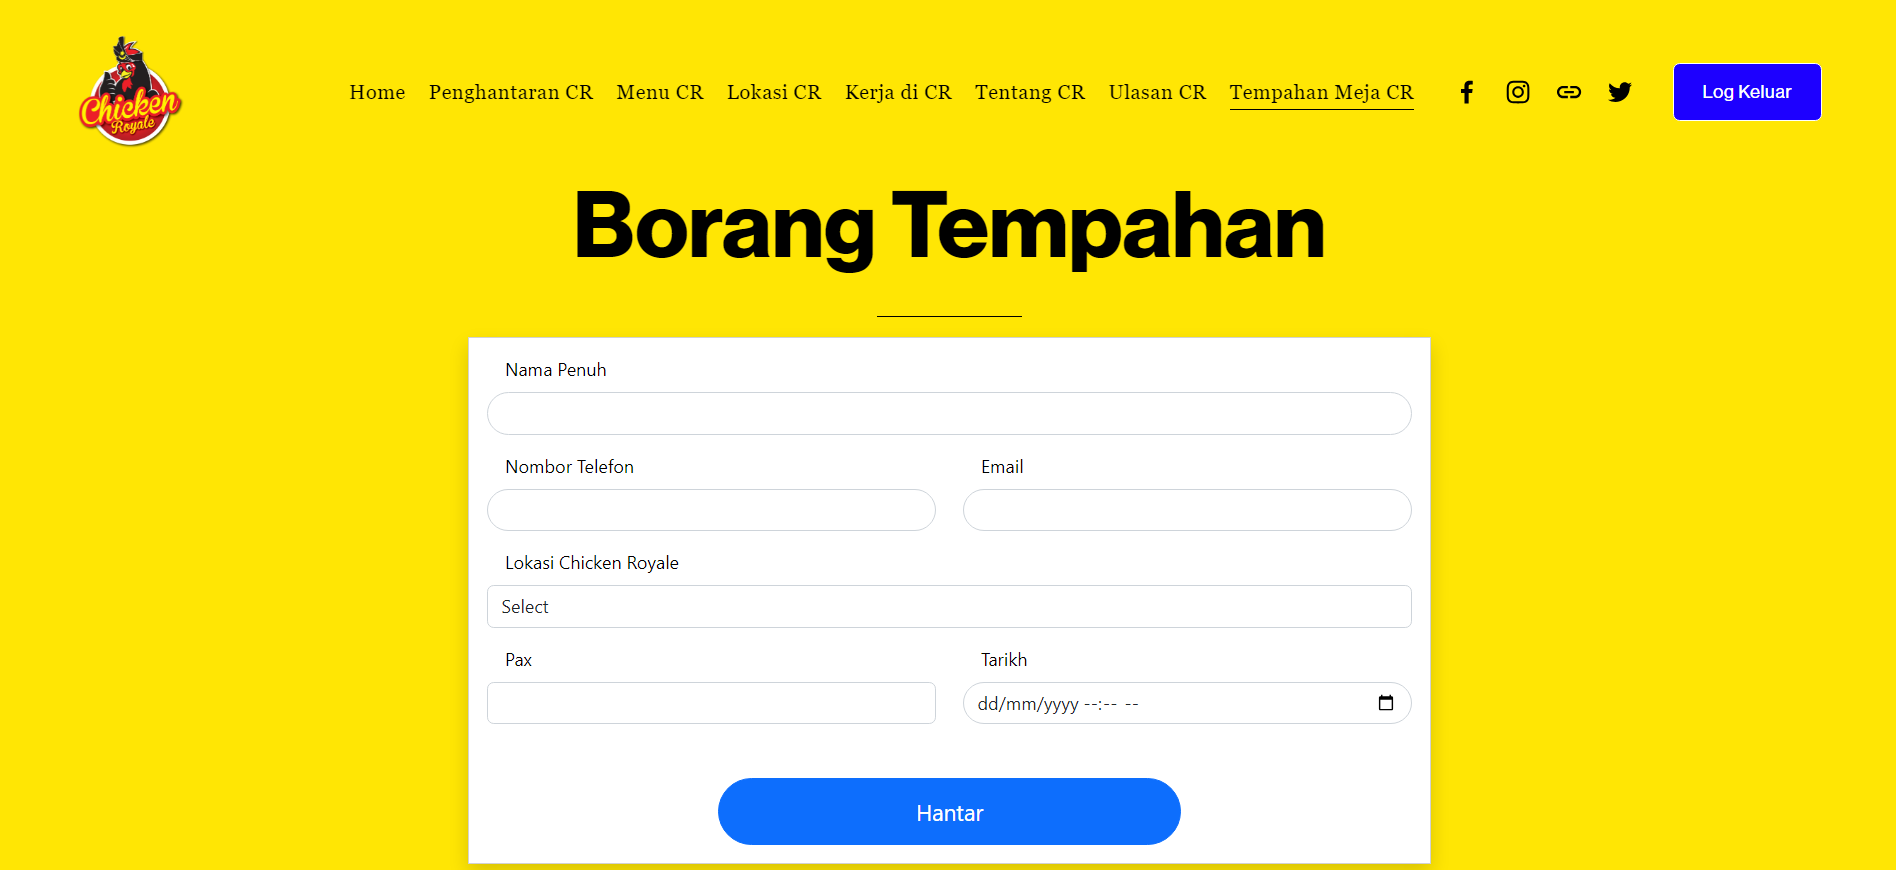 Chicken
Royale
Home Penghantaran CR Menu CR Lokasi CR Kerja di CR Tentang CR Ulasan CR Tempahan Meja CR Log Keluar
Borang Tempahan
Nama Penuh
Nombor Telefon Email
Lokasi Chicken Royale
Select
Pax Tarikh
dd/mm/yyyy --:-- --
Hantar